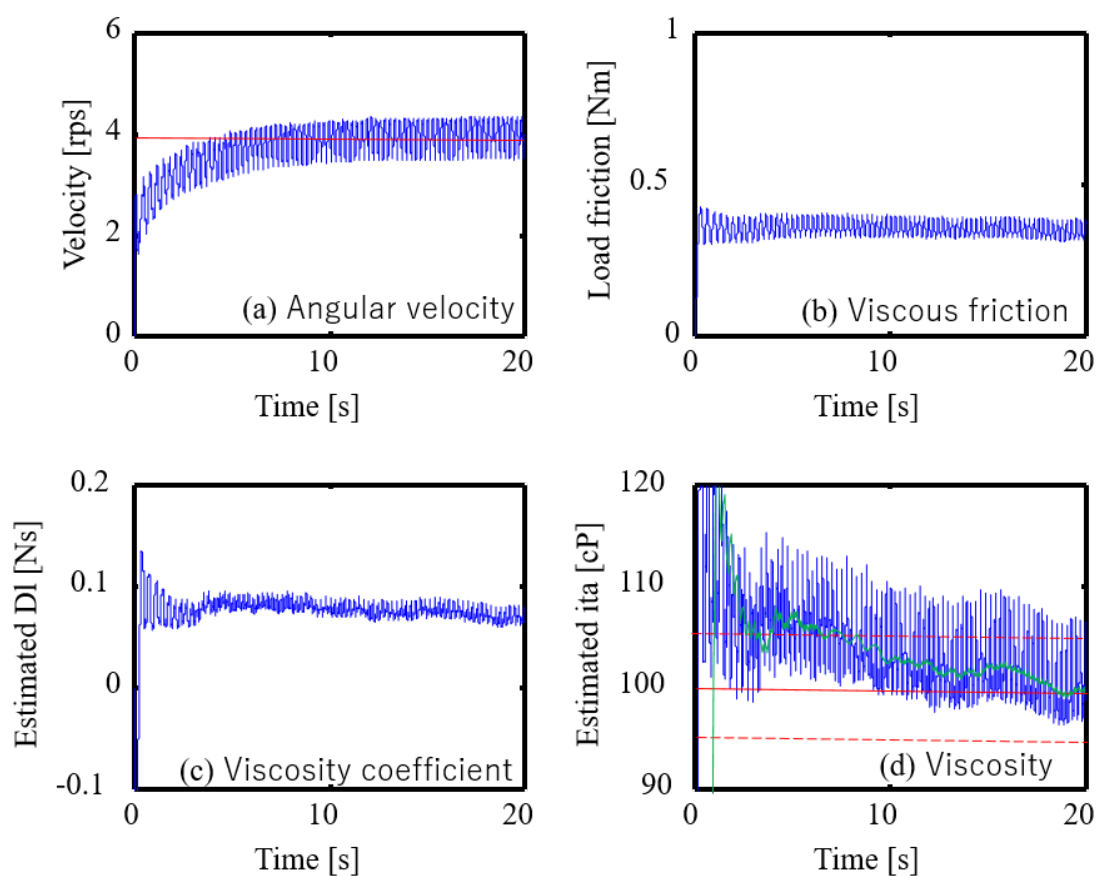 6
4
2
0
Velocity [rps]
(a) Angular velocity
0
10
20
Time [s]
1
0.5
0
Load friction [Nm]
(b) Viscous friction
0
10
20
Time [s]
0.2
0.1
0
-0.1
Estimated Dl [Ns]
(c) Viscosity coefficient
0
10
20
Time [s]
120
110
100
90
Estimated ita [cP]
(d) Viscosity
0
10
20
Time [s]